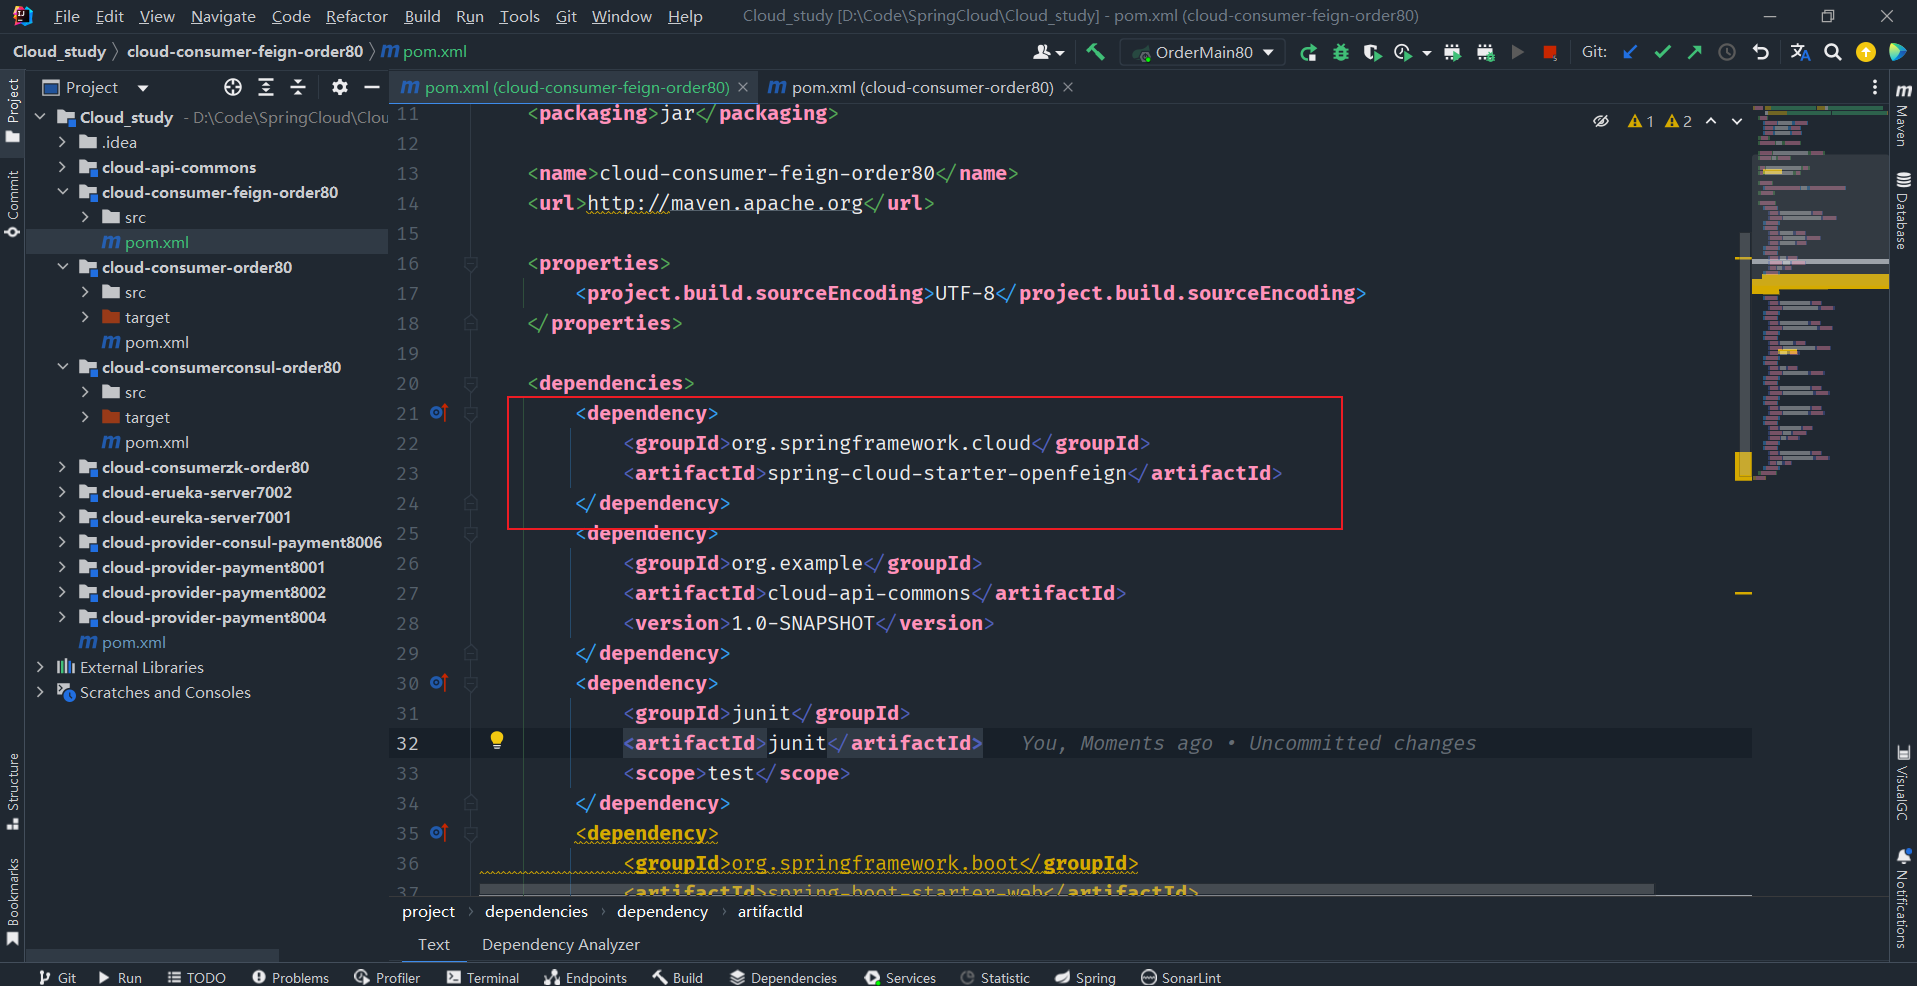 File Edit View Navigate Code Refactor Build Run Tools Git Window Help Cloud_study [D:\Code\SpringCloud\Cloud_study] - pom.xml (cloud-consumer-feign-order80)
Cloud_study cloud-consumer-feign-order80 m pom.xml OrderMain80 Git:
Project
pom.xml (cloud-consumer-feign-order80) pom.xml (cloud-consumer-order80)
Cloud_study - D:\Code\SpringCloud\Clou
.idea
cloud-api-commons
cloud-consumer-feign-order80
src
pom.xml
cloud-consumer-order80
src
target
pom.xml
cloud-consumerconsul-order80
src
target
pom.xml
cloud-consumerzk-order80
cloud-erueka-server7002
cloud-eureka-server7001
cloud-provider-consul-payment8006
cloud-provider-payment8001
cloud-provider-payment8002
cloud-provider-payment8004
pom.xml
External Libraries
Scratches and Consoles
1 2
11 <packaging>jar</packaging>
12
13 <name>cloud-consumer-feign-order80</name>
14 <url>http://maven.apache.org</url>
15
16 <properties>
17 <project.build.sourceEncoding>UTF-8</project.build.sourceEncoding>
18 </properties>
19
20 <dependencies>
21 <dependency>
22 <groupId>org.springframework.cloud</groupId>
23 <artifactId>spring-cloud-starter-openfeign</artifactId>
24 </dependency>
25 <dependency>
26 <groupId>org.example</groupId>
27 <artifactId>cloud-api-commons</artifactId>
28 <version>1.0-SNAPSHOT</version>
29 </dependency>
30 <dependency>
31 <groupId>junit</groupId>
32 <artifactId>junit</artifactId> You, Moments ago • Uncommitted changes
33 <scope>test</scope>
34 </dependency>
35 <dependency>
36 <groupId>org.springframework.boot</groupId>
37 <artifactId>spring-boot-starter-web</artifactId>
project dependencies dependency artifactId
Text Dependency Analyzer
Git Run TODO Problems Profiler Terminal Endpoints Build Dependencies Services Statistic Spring SonarLint
Project
Commit
Structure
Bookmarks
Maven
Database
VisualGC
Notifications